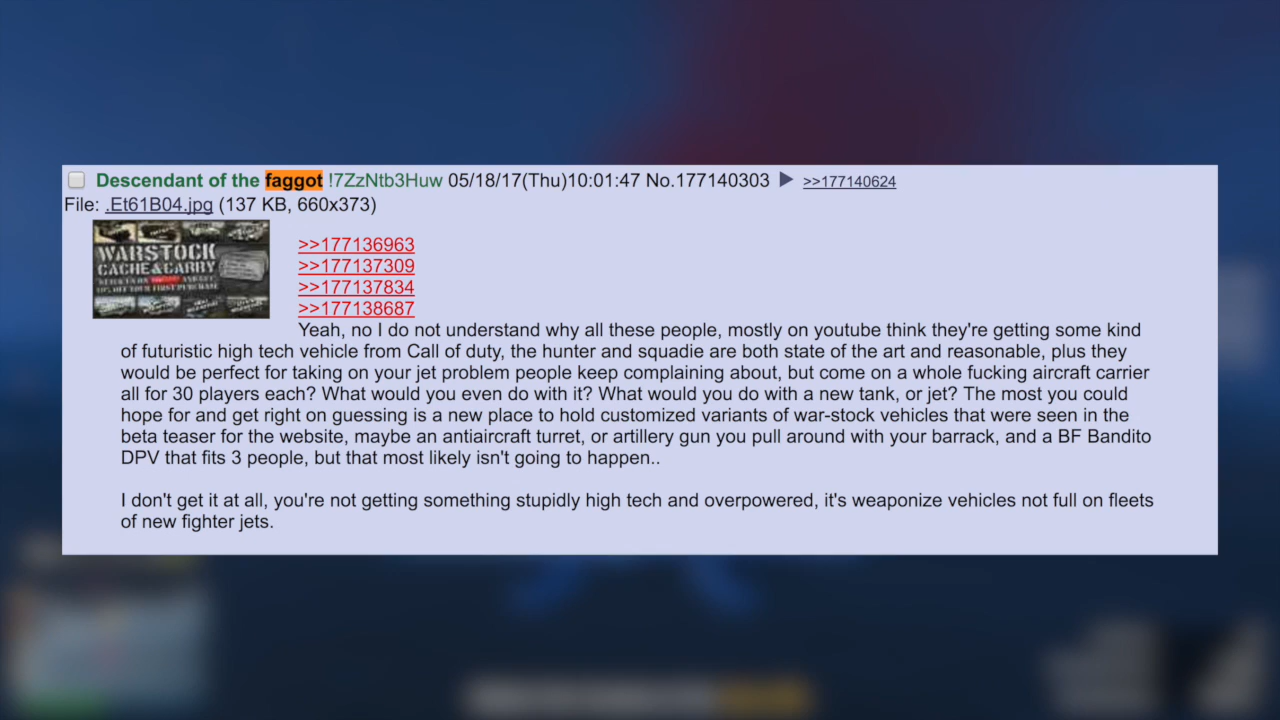 Descendant of the faggot !7ZzNtb3Huw 05/18/17(Thu)10:01:47 No.177140303 ▶ >>177140624
File: .Et61B04.jpg (137 KB, 660x373)
WARSTOCK
CACHE&CARRY
10% OFF YOUR FIRST PURCHASE
>>177136963
>>177137309
>>177137834
>>177138687
Yeah, no I do not understand why all these people, mostly on youtube think they're getting some kind
of futuristic high tech vehicle from Call of duty, the hunter and squadie are both state of the art and reasonable, plus they
would be perfect for taking on your jet problem people keep complaining about, but come on a whole fucking aircraft carrier
all for 30 players each? What would you even do with it? What would you do with a new tank, or jet? The most you could
hope for and get right on guessing is a new place to hold customized variants of war-stock vehicles that were seen in the
beta teaser for the website, maybe an antiaircraft turret, or artillery gun you pull around with your barrack, and a BF Bandito
DPV that fits 3 people, but that most likely isn't going to happen..
I don't get it at all, you're not getting something stupidly high tech and overpowered, it's weaponize vehicles not full on fleets
of new fighter jets.